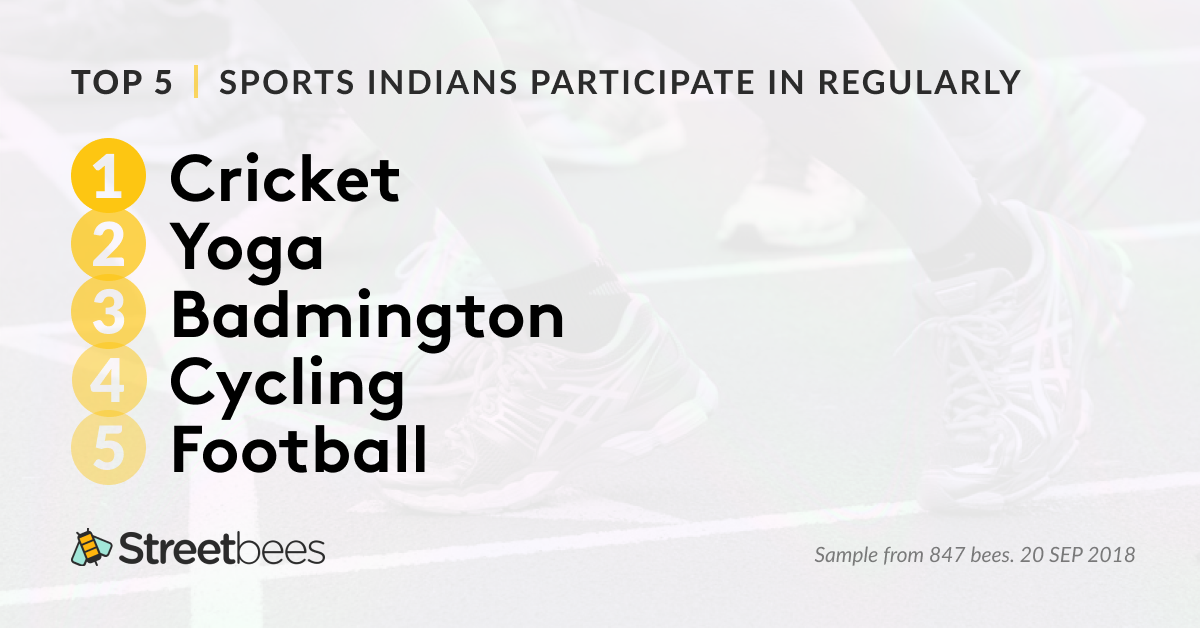 TOP 5 | SPORTS INDIANS PARTICIPATE IN REGULARLY
1 Cricket
2 Yoga
3 Badmington
4 Cycling
5 Football
Streetbees
Sample from 847 bees. 20 SEP 2018